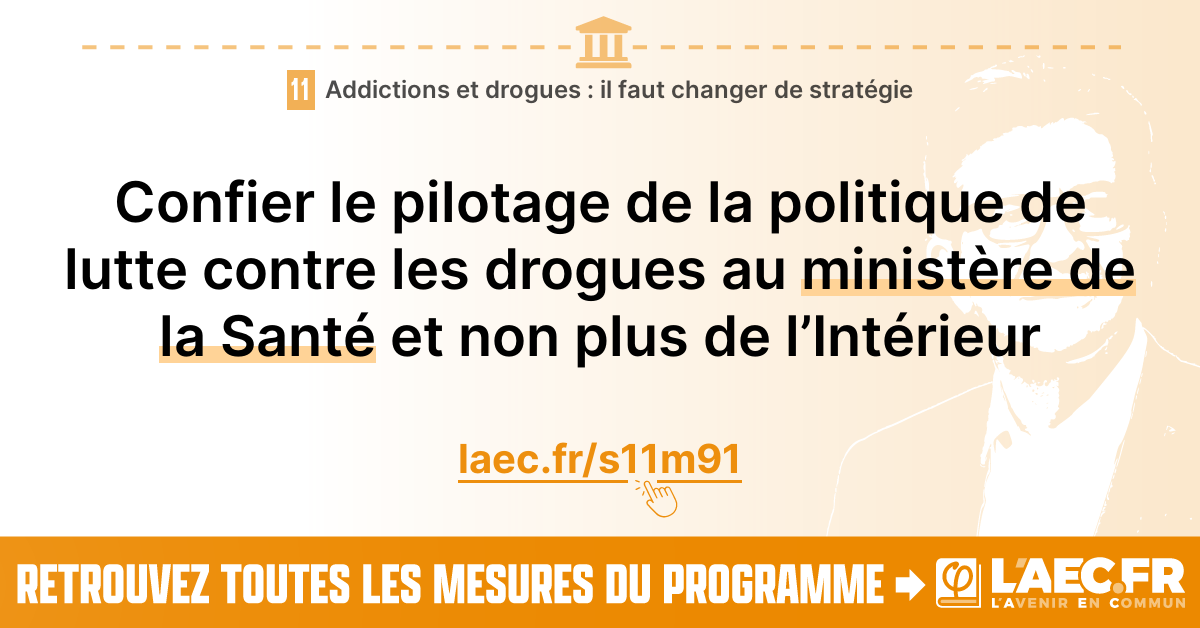 11 Addictions et drogues : il faut changer de stratégie
Confier le pilotage de la politique de
lutte contre les drogues au ministère de
la Santé et non plus de l’Intérieur
laec.fr/s11m91
RETROUVEZ TOUTES LES MESURES DU PROGRAMME
φ L'AEC.FR
L'AVENIR EN COMMUN